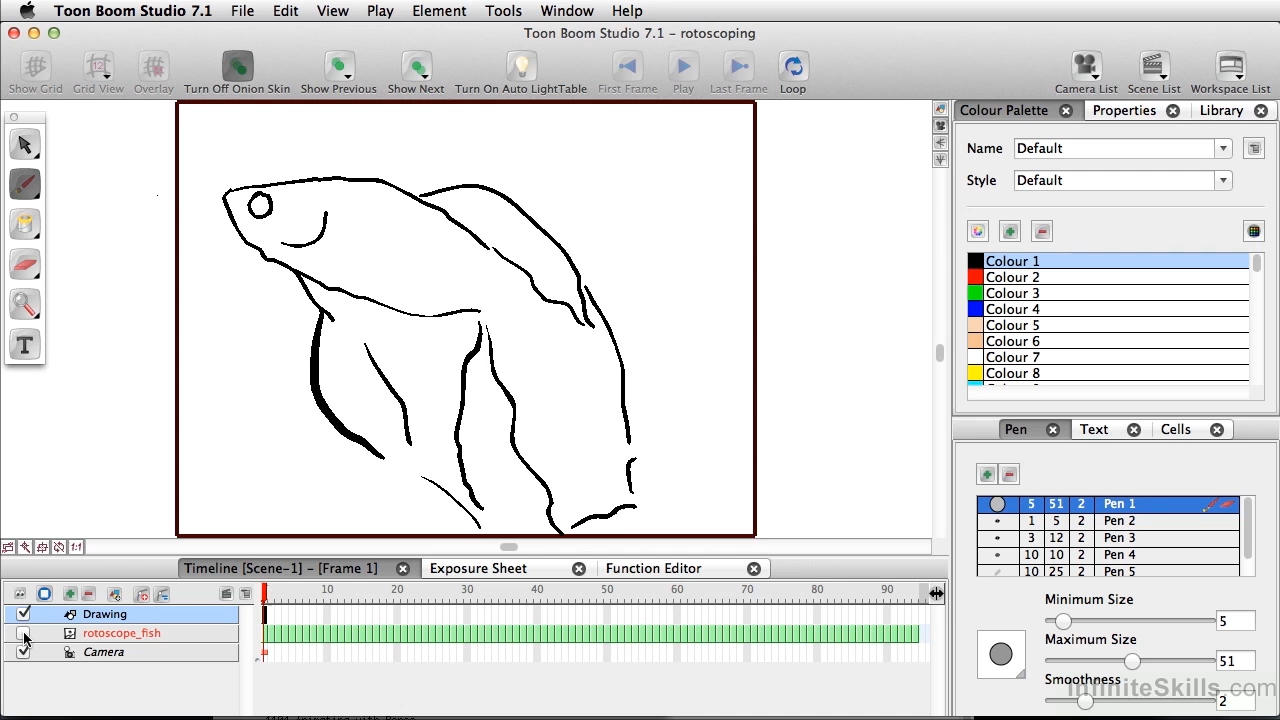 Toon Boom Studio 7.1 File Edit View Play Element Tools Window Help
Toon Boom Studio 7.1 - rotoscoping
Show Grid Grid View Overlay Turn Off Onion Skin Show Previous Show Next Turn On Auto LightTable First Frame Play Last Frame Loop Camera List Scene List Workspace List
Colour Palette Properties Library
Name Default
Style Default
Colour 1
Colour 2
Colour 3
Colour 4
Colour 5
Colour 6
Colour 7
Colour 8
Pen Text Cells
5 51 2 Pen 1
1 5 2 Pen 2
3 12 2 Pen 3
10 10 2 Pen 4
10 25 2 Pen 5
Minimum Size
5
Maximum Size
51
Smoothness
2
1:1
Timeline [Scene-1] - [Frame 1] Exposure Sheet Function Editor
10 20 30 40 50 60 70 80 90
Drawing
rotoscope_fish
Camera
InfiniteSkills.com